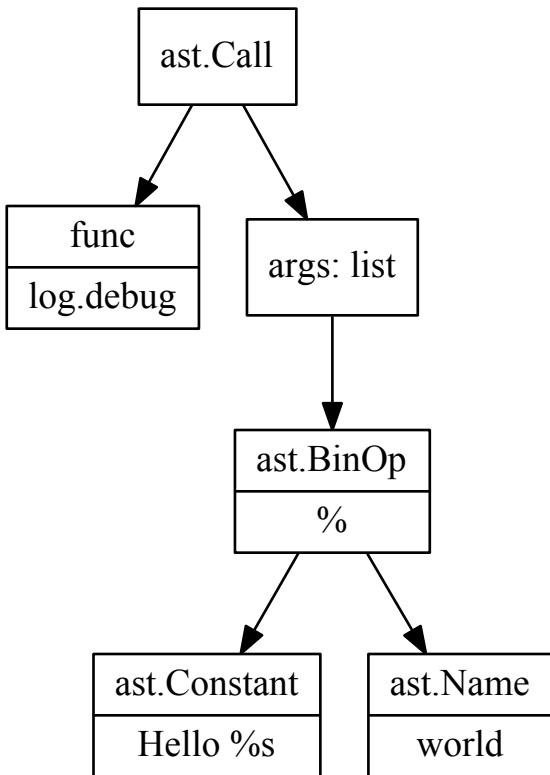 ast.Call
func
log.debug
args: list
ast.BinOp
%
ast.Constant
Hello %s
ast.Name
world